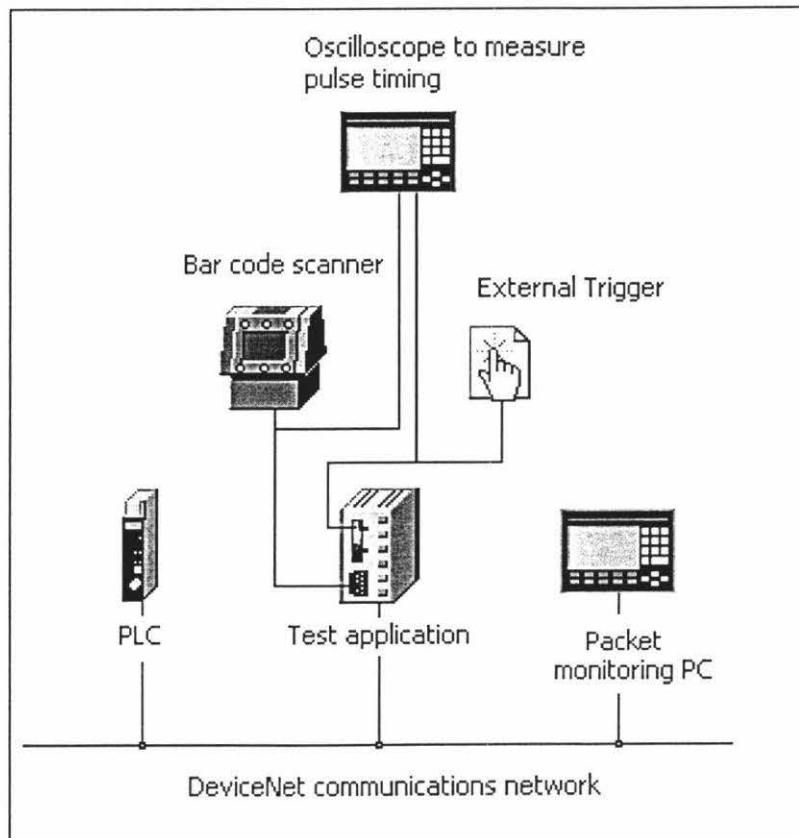 Oscilloscope to measure
pulse timing
Bar code scanner
External Trigger
PLC
Test application
Packet
monitoring PC
DeviceNet communications network